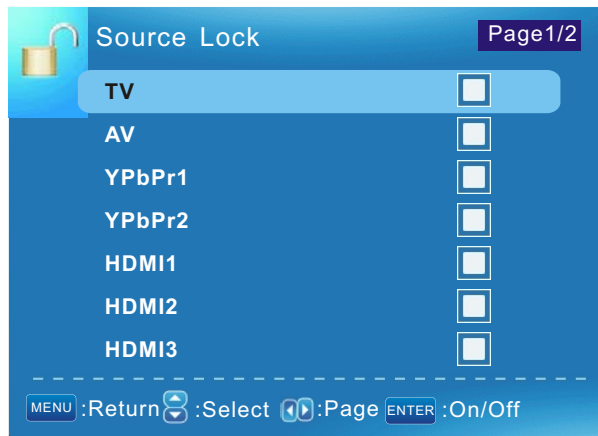 Source Lock Page1/2
TV
AV
YPbPr1
YPbPr2
HDMI1
HDMI2
HDMI3
MENU :Return :Select :Page ENTER :On/Off